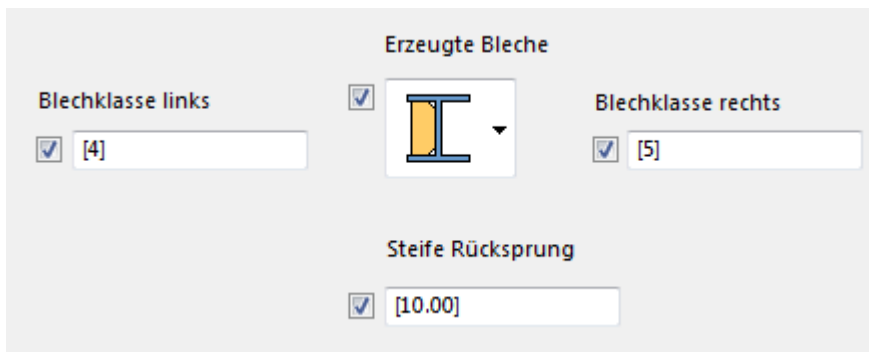 Erzeugte Bleche
Blechklasse links
Blechklasse rechts
[4]
[5]
Steife Rücksprung
[10.00]